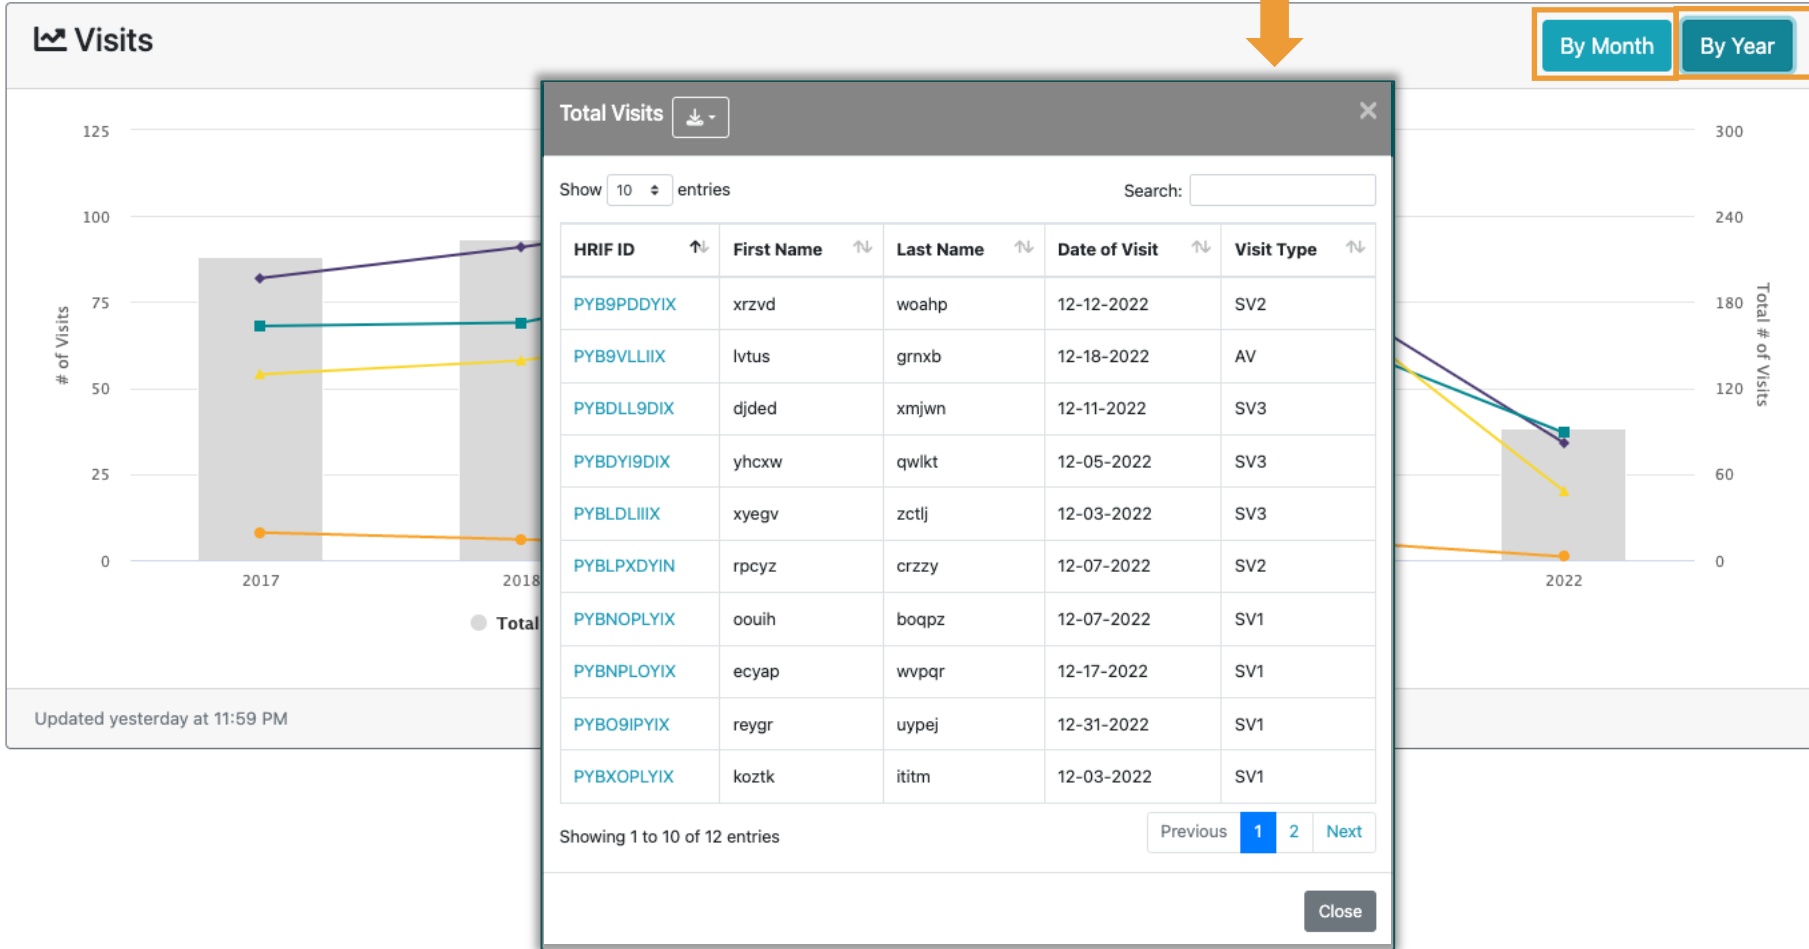 Visits
By Month By Year
Total Visits
×
Show 10 entries
Search:
HRIF ID First Name Last Name Date of Visit Visit Type
PYB9PDDYIX xrzvd woahp 12-12-2022 SV2
PYB9VLLIIX lvtus grnxb 12-18-2022 AV
PYBDLL9DIX djded xmjwn 12-11-2022 SV3
PYBDYI9DIX yhcxw qwlkt 12-05-2022 SV3
PYBLDLIIIX xyegv zctlj 12-03-2022 SV3
PYBLPXDYIN rpcyz crzzy 12-07-2022 SV2
PYBNOPLYIX oouih boqpz 12-07-2022 SV1
PYBNPLOYIX ecyap wvpqr 12-17-2022 SV1
PYBO9IPYIX reygr uypej 12-31-2022 SV1
PYBXOPLYIX koztk ititm 12-03-2022 SV1
Showing 1 to 10 of 12 entries
Previous 1 2 Next
Close
# of Visits
125
100
75
50
25
0
2017 2018 2022
300
240
180
120
60
0
Total # of Visits
Total
Updated yesterday at 11:59 PM